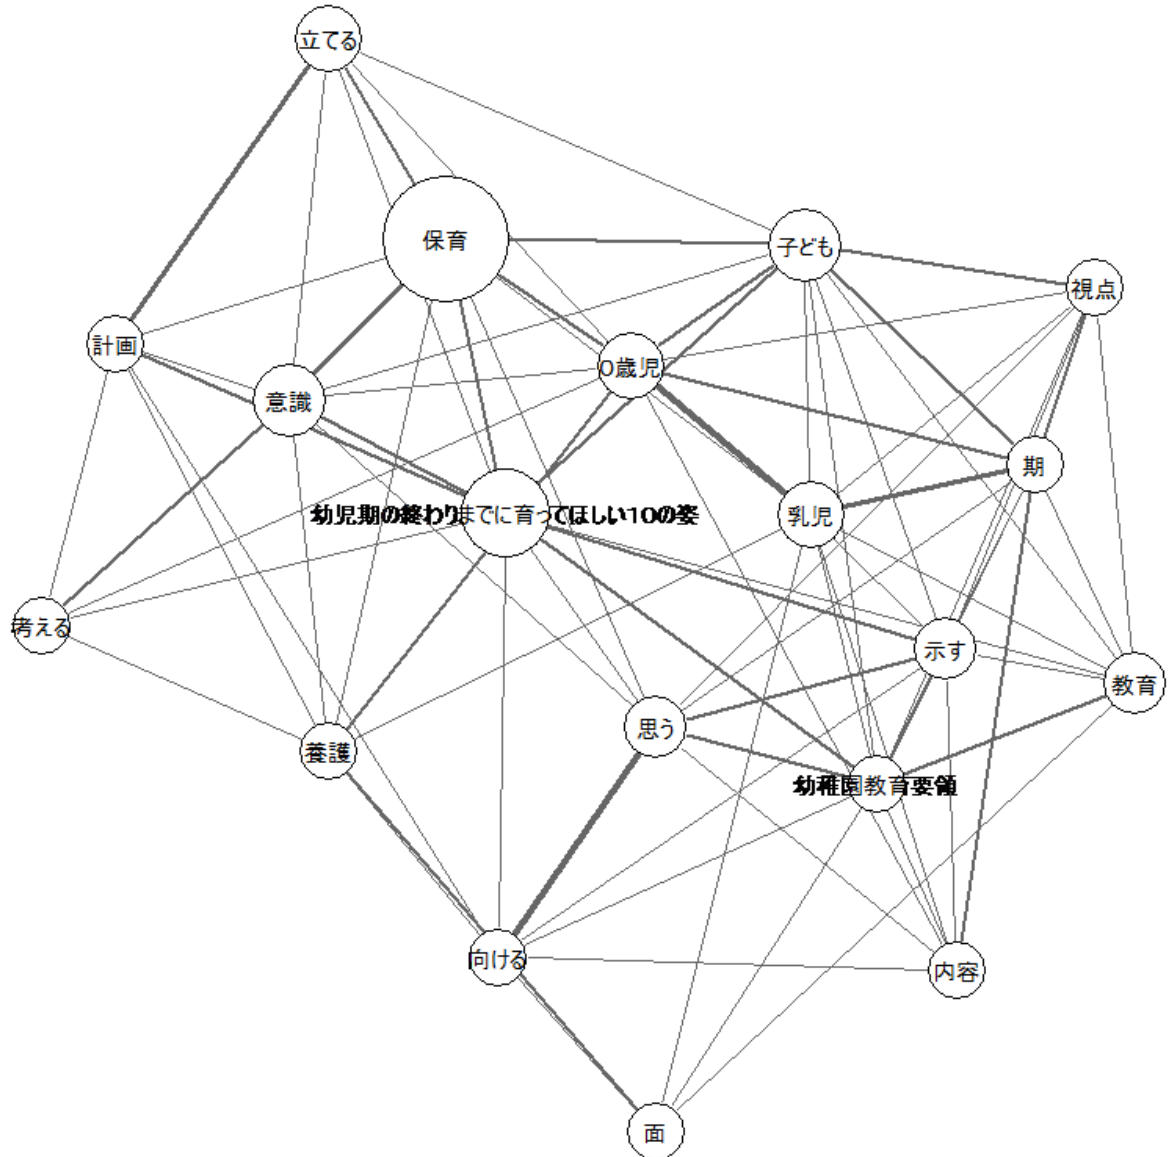 立てる
保育
子ども
視点
計画
0歳児
意識
期
幼児期の終わりまでに育ってほしい10の姿
乳児
考える
示す
教育
思う
養護
幼稚園教育要領
向ける
内容
面